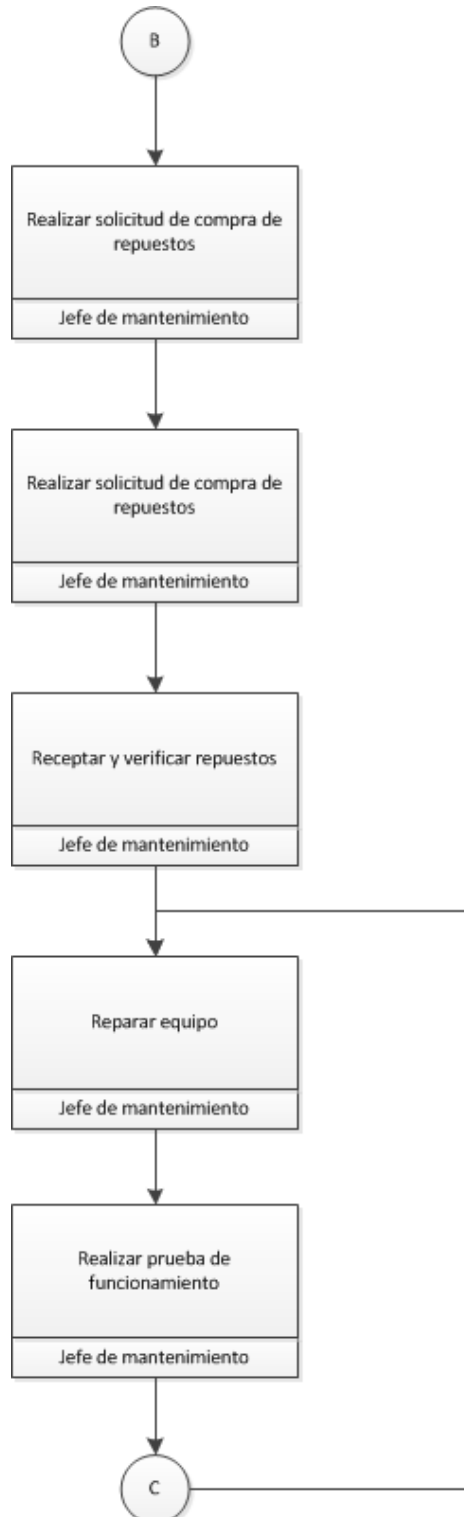 B
Realizar solicitud de compra de
repuestos
Jefe de mantenimiento
Realizar solicitud de compra de
repuestos
Jefe de mantenimiento
Receptar y verificar repuestos
Jefe de mantenimiento
Reparar equipo
Jefe de mantenimiento
Realizar prueba de
funcionamiento
Jefe de mantenimiento
C